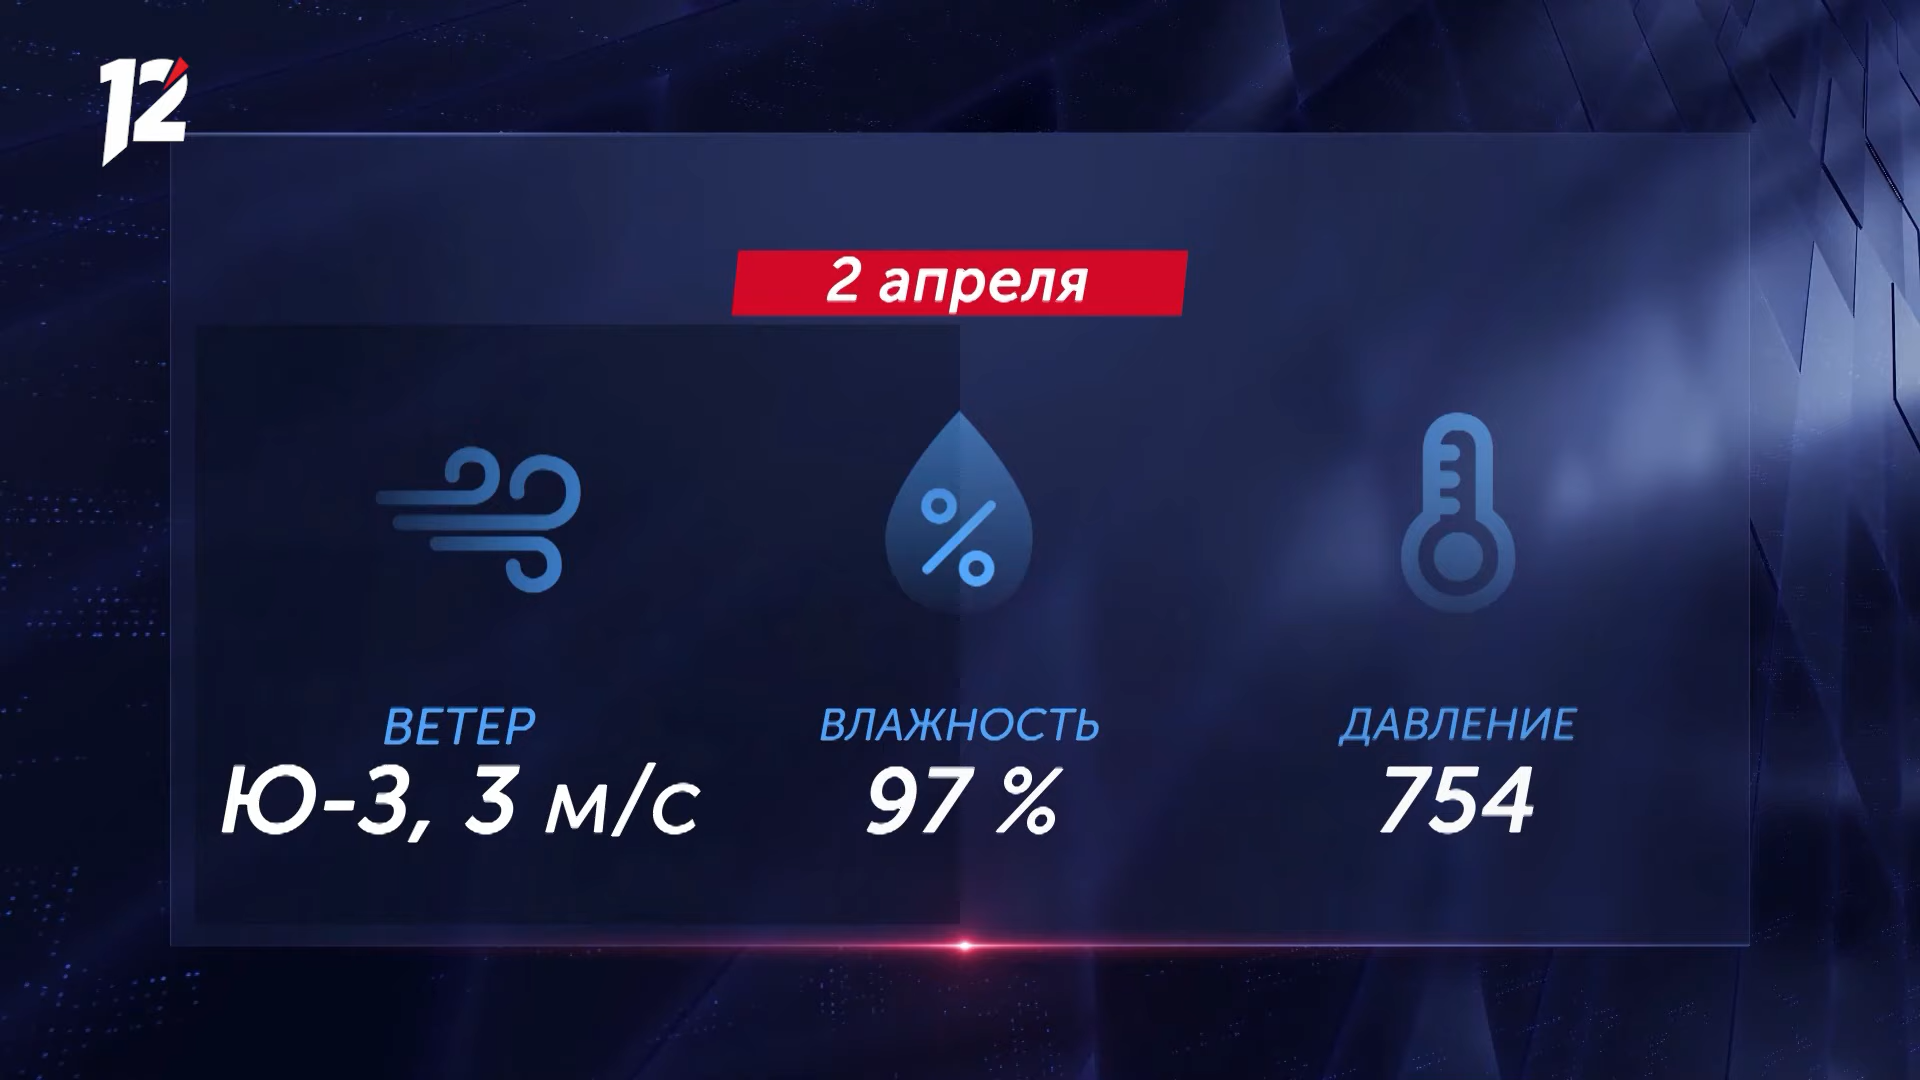 12
2 апреля
%
ВЕТЕР
Ю-З, 3 м/с
ВЛАЖНОСТЬ
97 %
ДАВЛЕНИЕ
754